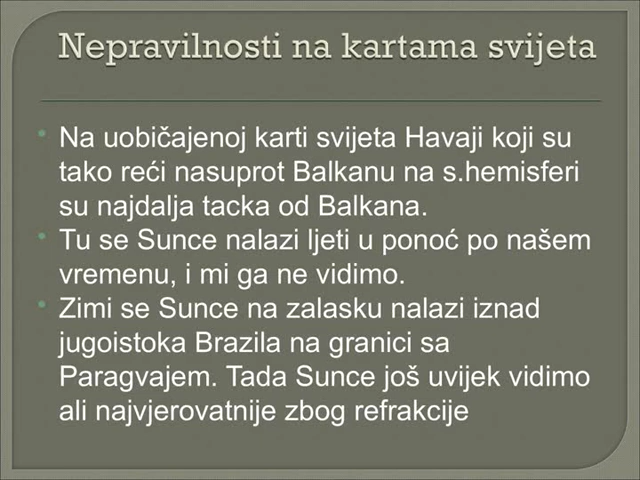 Nepravilnosti na kartama svijeta
• Na uobičajenoj karti svijeta Havaji koji su
tako reći nasuprot Balkanu na s.hemisferi
su najdalja tacka od Balkana.
• Tu se Sunce nalazi ljeti u ponoć po našem
vremenu, i mi ga ne vidimo.
• Zimi se Sunce na zalasku nalazi iznad
jugoistoka Brazila na granici sa
Paragvajem. Tada Sunce još uvijek vidimo
ali najvjerovatnije zbog refrakcije